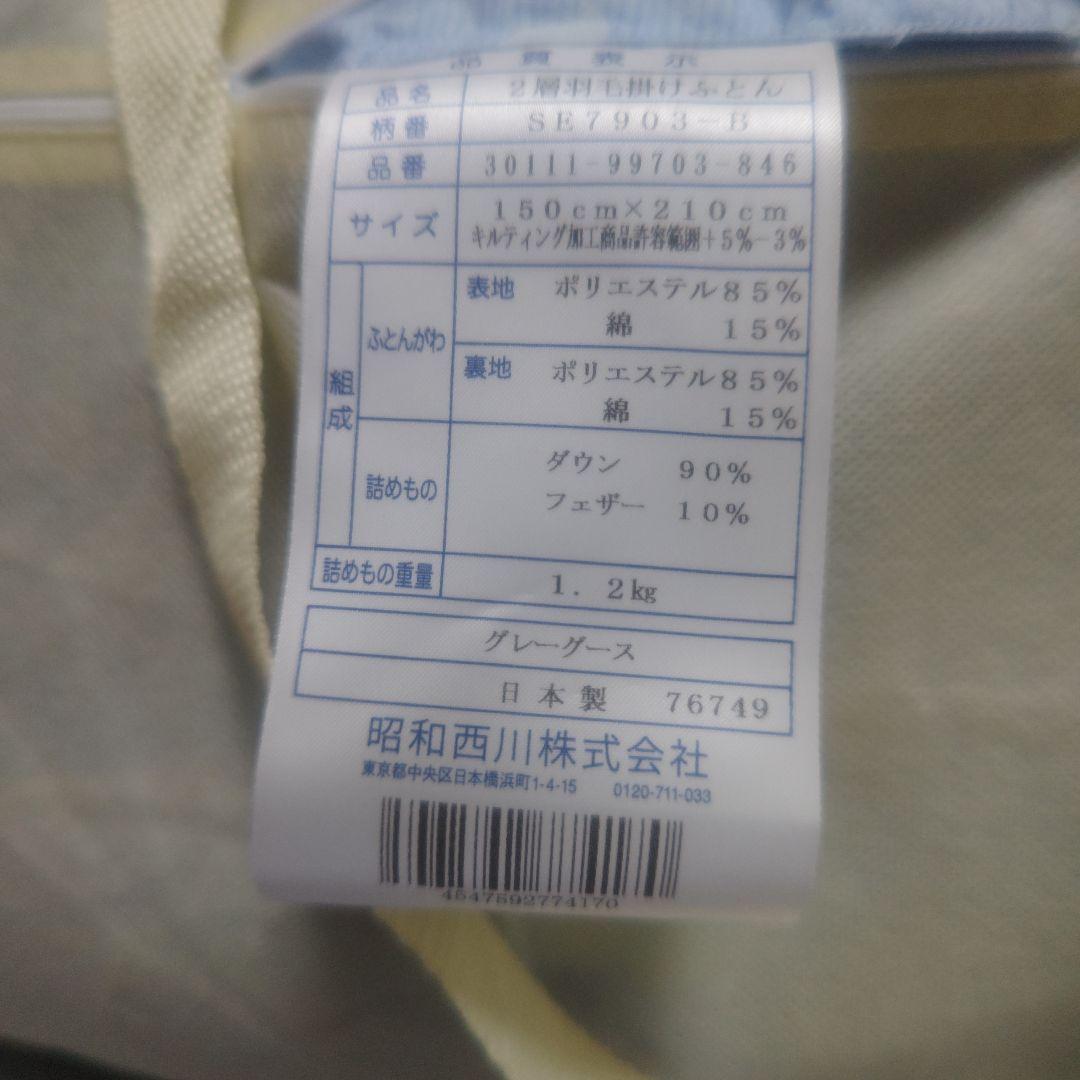 品質表示
品名 2層羽毛掛けふとん
柄番 SE7903-B
品番 30111-99703-846
サイズ 150cm×210cm
キルティング加工商品許容範囲+5%-3%
組成
ふとんがわ
表地 ポリエステル85%
綿 15%
裏地 ポリエステル85%
綿 15%
詰めもの
ダウン 90%
フェザー 10%
詰めもの重量 1.2kg
グレーグース
日本製 76749
昭和西川株式会社
東京都中央区日本橋浜町1-4-15 0120-711-033
4547592774170